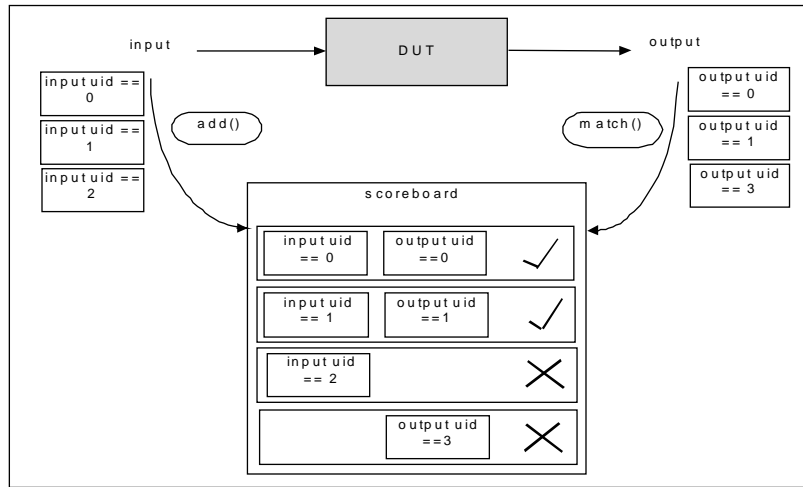 input
DUT
output
input uid ==
0
input uid ==
1
input uid ==
2
add()
match()
output uid
== 0
output uid
== 1
output uid
== 3
scoreboard
input uid
== 0
output uid
==0
input uid
== 1
output uid
==1
input uid
== 2
output uid
==3